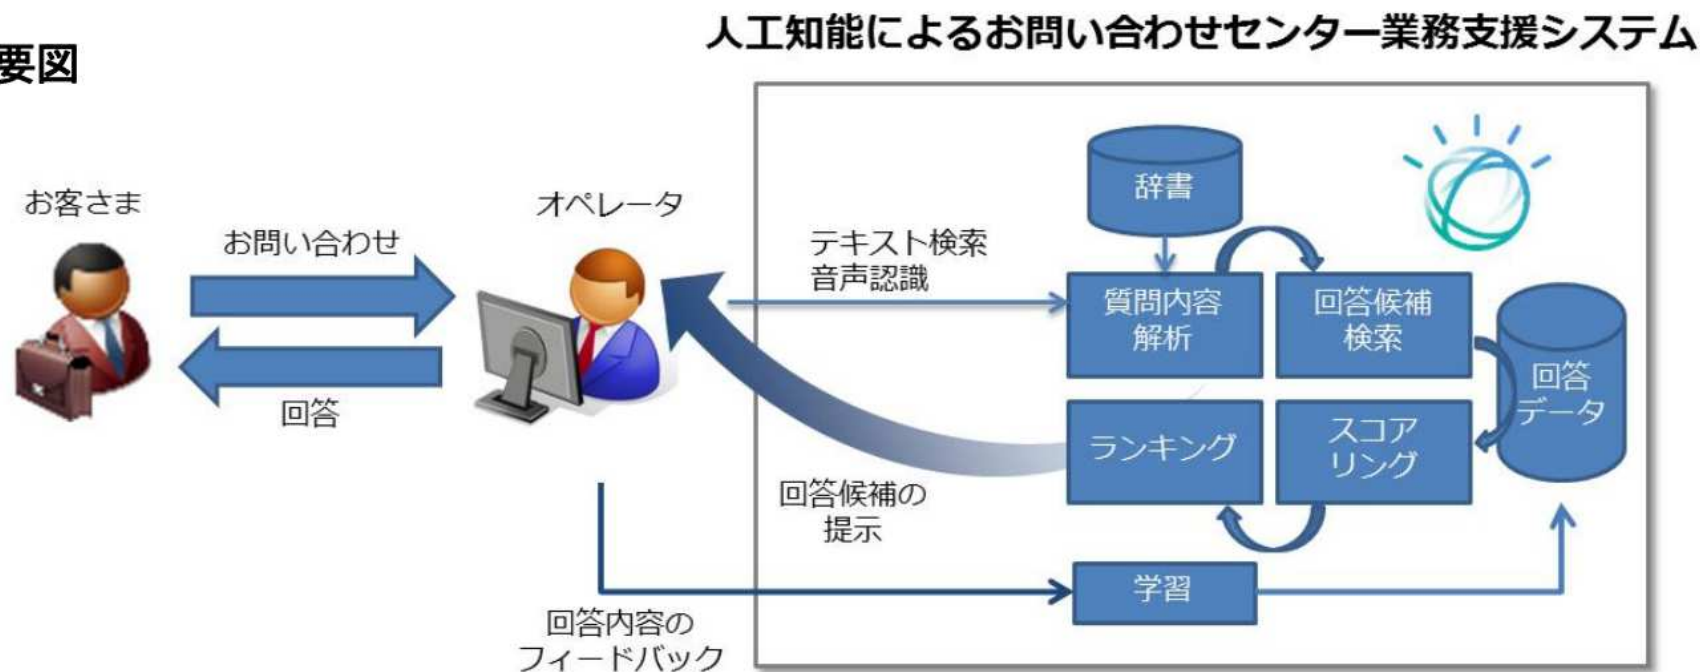 人工知能によるお問い合わせセンター業務支援システム
要図
お客さま
お問い合わせ
回答
オペレータ
テキスト検索
音声認識
辞書
質問内容
解析
回答候補
検索
回答
データ
ランキング
スコア
リング
回答候補の
提示
学習
回答内容の
フィードバック